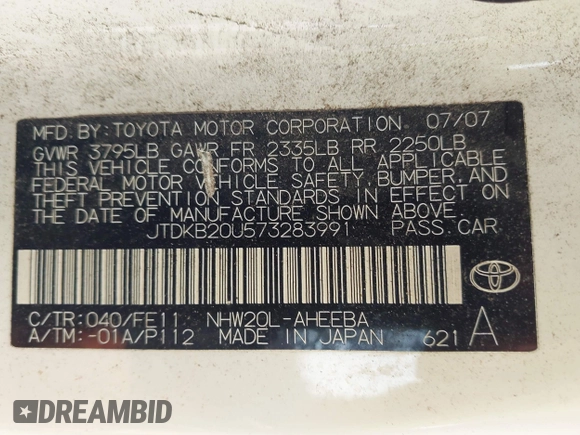 MFD. BY: TOYOTA MOTOR CORPORATION 07/07
GVWR 3795LB GAWR FR 2335LB RR 2250LB
THIS VEHICLE CONFORMS TO ALL APPLICABLE
FEDERAL MOTOR VEHICLE SAFETY, BUMPER, AND
THEFT PREVENTION STANDARDS IN EFFECT ON
THE DATE OF MANUFACTURE SHOWN ABOVE.
JTDKB20U573283991 PASS. CAR
C/TR: 040/FE11 NHW20L-AHEEBA
A/TM: -01A/P112 MADE IN JAPAN 621 A
DREAMBID